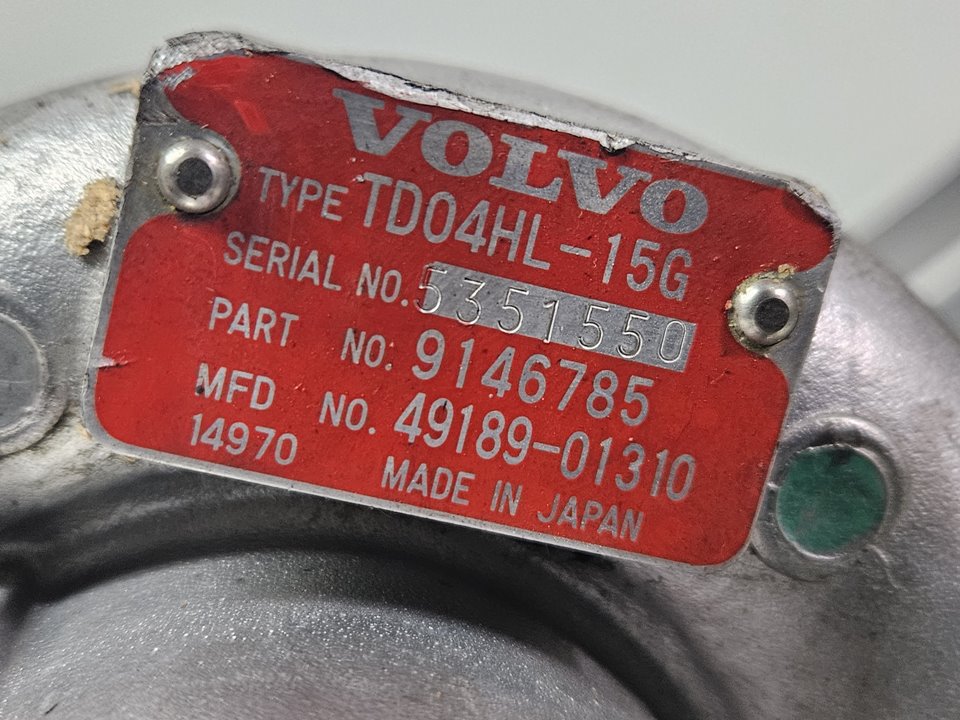 VOLVO
TYPE TD04HL-15G
SERIAL NO. 5351550
PART NO: 9146785
MFD NO. 49189-01310
14970 MADE IN JAPAN